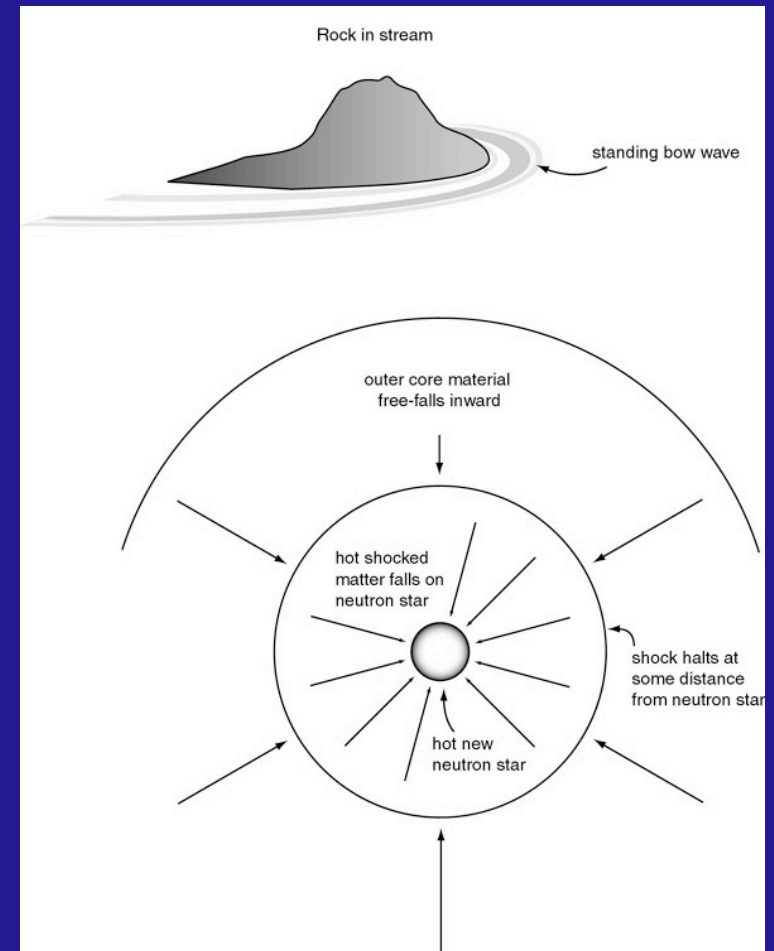 Rock in stream
standing bow wave
outer core material
free-falls inward
hot shocked
matter falls on
neutron star
shock halts at
some distance
from neutron star
hot new
neutron star